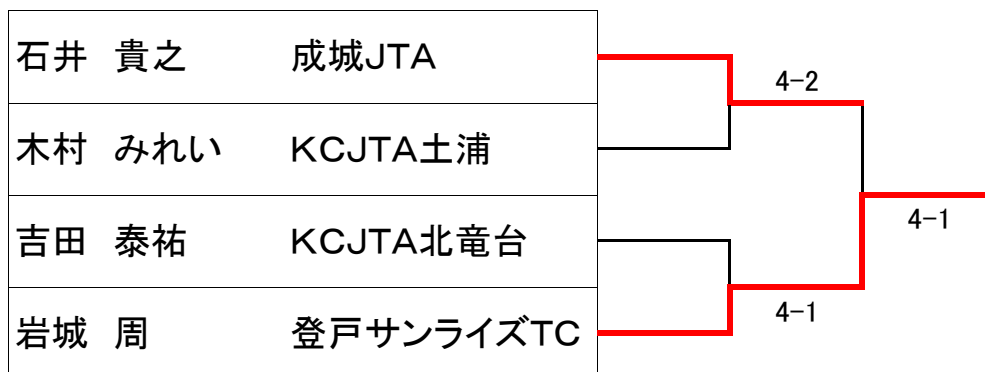 石井 貴之 成城JTA
4-2
木村 みれい KCJTA土浦
4-1
吉田 泰祐 KCJTA北竜台
4-1
岩城 周 登戸サンライズTC